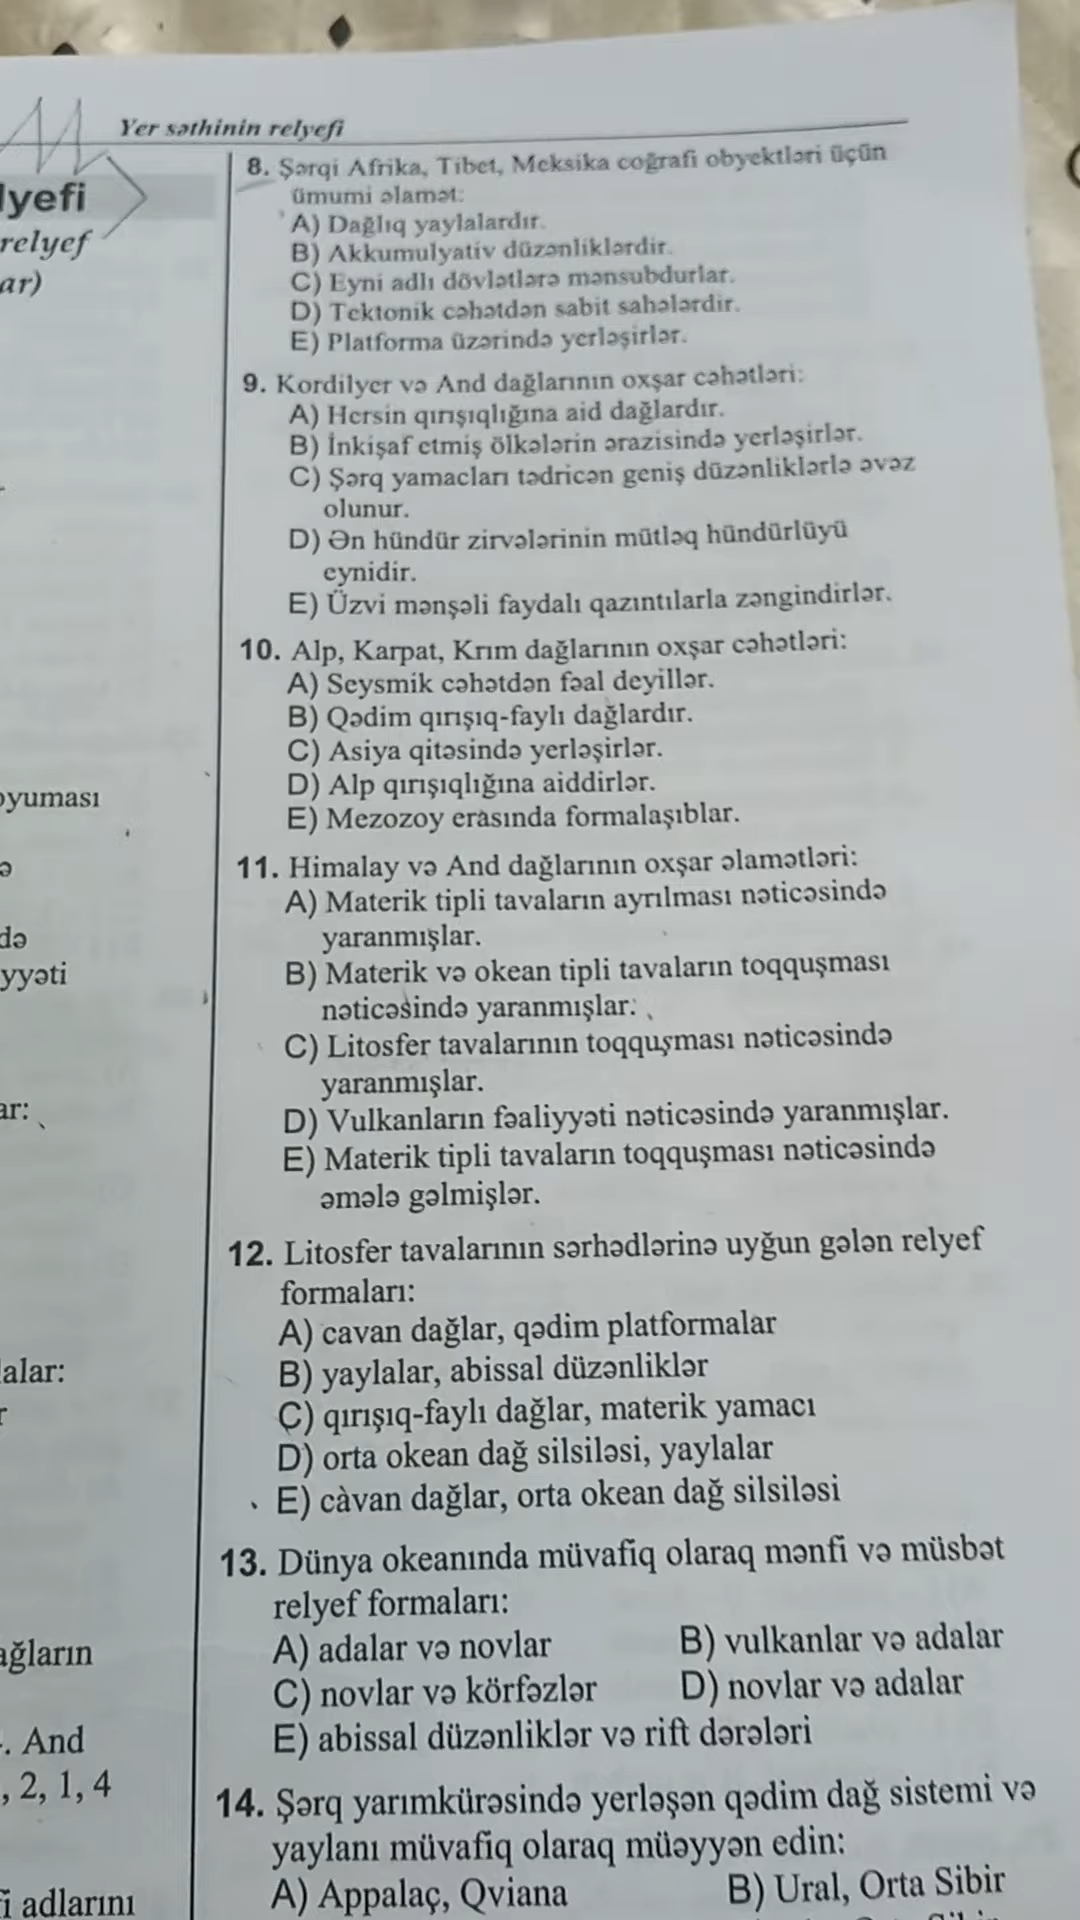 Yer səthinin relyefi
lyefi
relyef
ar)
yuması
ə
də
yyəti
ar:
alar:
r
ağların
. And
, 2, 1, 4
i adlarını
8. Şərqi Afrika, Tibet, Meksika coğrafi obyektləri üçün
ümumi əlamət:
A) Dağlıq yaylalardır.
B) Akkumulyativ düzənliklərdir.
C) Eyni adlı dövlətlərə mənsubdurlar.
D) Tektonik cəhətdən sabit sahələrdir.
E) Platforma üzərində yerləşirlər.
9. Kordilyer və And dağlarının oxşar cəhətləri:
A) Hersin qırışıqlığına aid dağlardır.
B) İnkişaf etmiş ölkələrin ərazisində yerləşirlər.
C) Şərq yamacları tədricən geniş düzənliklərlə əvəz
olunur.
D) Ən hündür zirvələrinin mütləq hündürlüyü
eynidir.
E) Üzvi mənşəli faydalı qazıntılarla zəngindirlər.
10. Alp, Karpat, Krım dağlarının oxşar cəhətləri:
A) Seysmik cəhətdən fəal deyillər.
B) Qədim qırışıq-faylı dağlardır.
C) Asiya qitəsində yerləşirlər.
D) Alp qırışıqlığına aiddirlər.
E) Mezozoy erasında formalaşıblar.
11. Himalay və And dağlarının oxşar əlamətləri:
A) Materik tipli tavaların ayrılması nəticəsində
yaranmışlar.
B) Materik və okean tipli tavaların toqquşması
nəticəsində yaranmışlar.
C) Litosfer tavalarının toqquşması nəticəsində
yaranmışlar.
D) Vulkanların fəaliyyəti nəticəsində yaranmışlar.
E) Materik tipli tavaların toqquşması nəticəsində
əmələ gəlmişlər.
12. Litosfer tavalarının sərhədlərinə uyğun gələn relyef
formaları:
A) cavan dağlar, qədim platformalar
B) yaylalar, abissal düzənliklər
C) qırışıq-faylı dağlar, materik yamacı
D) orta okean dağ silsiləsi, yaylalar
E) cavan dağlar, orta okean dağ silsiləsi
13. Dünya okeanında müvafiq olaraq mənfi və müsbət
relyef formaları:
A) adalar və novlar B) vulkanlar və adalar
C) novlar və körfəzlər D) novlar və adalar
E) abissal düzənliklər və rift dərələri
14. Şərq yarımkürəsində yerləşən qədim dağ sistemi və
yaylanı müvafiq olaraq müəyyən edin:
A) Appalaç, Qviana B) Ural, Orta Sibir